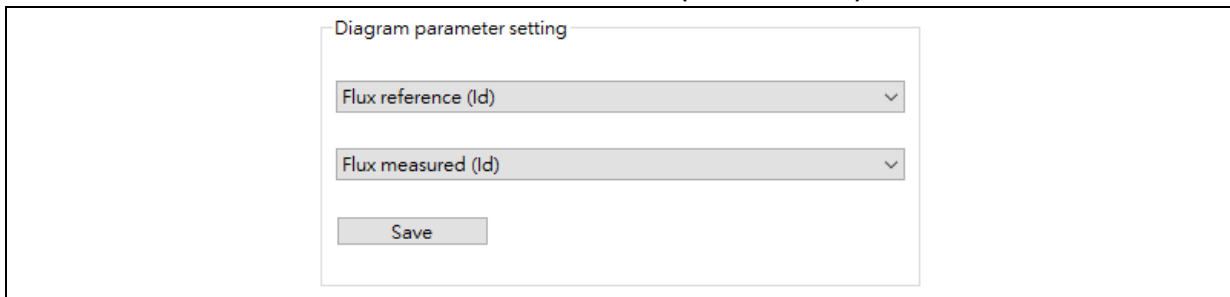 Diagram parameter setting
Flux reference (Id)
Flux measured (Id)
Save